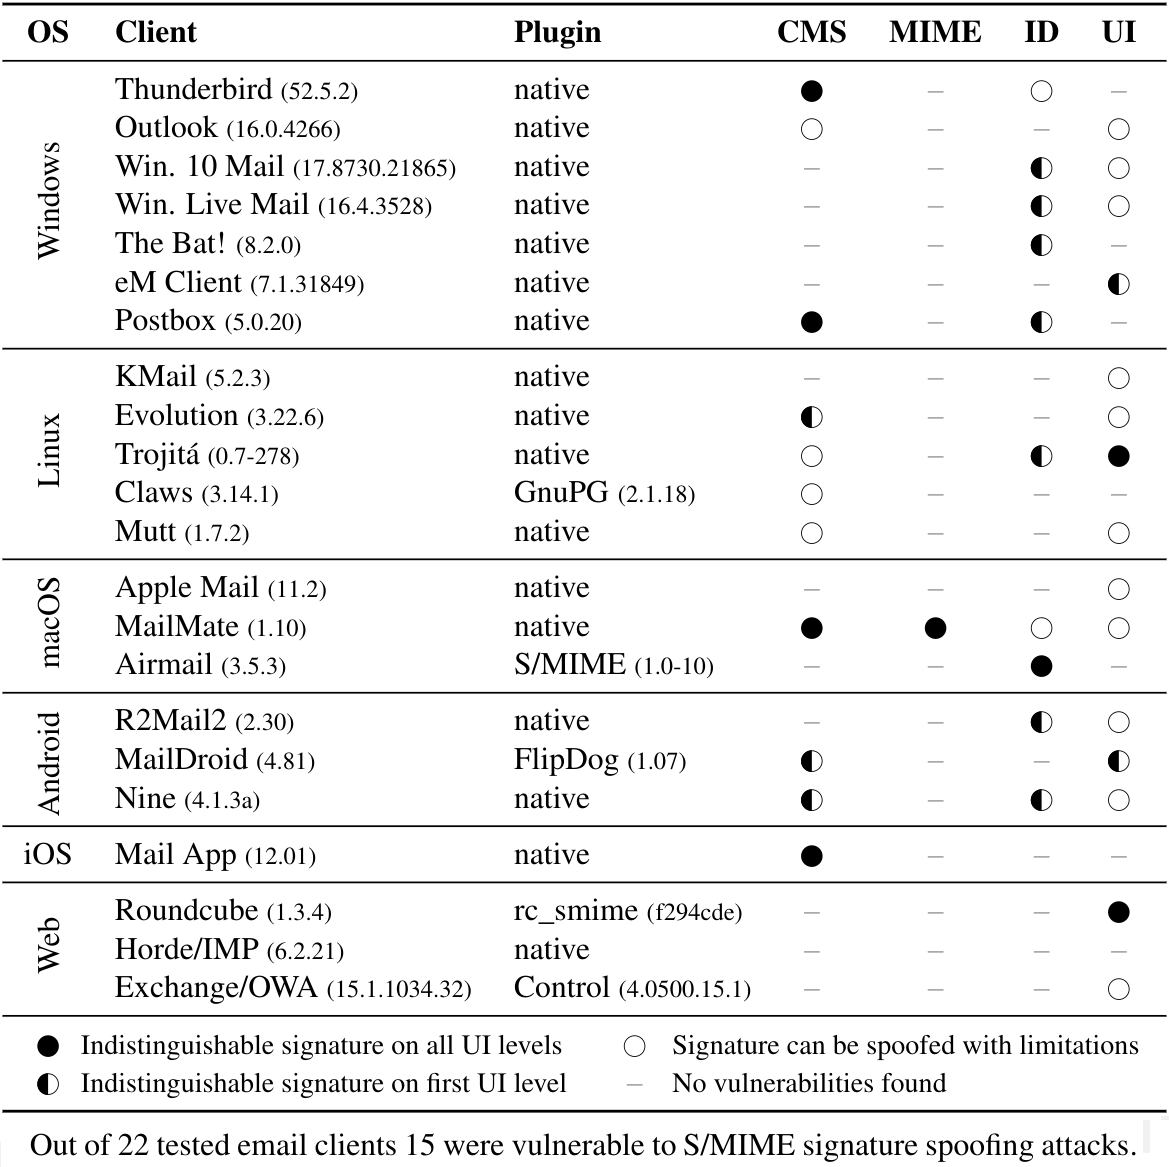 OS Client Plugin CMS MIME ID UI
Windows
Thunderbird (52.5.2) native ● – ○ –
Outlook (16.0.4266) native ○ – – ○
Win. 10 Mail (17.8730.21865) native – – ◐ ○
Win. Live Mail (16.4.3528) native – – ◐ ○
The Bat! (8.2.0) native – – ◐ –
eM Client (7.1.31849) native – – – ◐
Postbox (5.0.20) native ● – ◐ –
Linux
KMail (5.2.3) native – – – ○
Evolution (3.22.6) native ◐ – – ○
Trojitá (0.7-278) native ○ – ◐ ●
Claws (3.14.1) GnuPG (2.1.18) ○ – – –
Mutt (1.7.2) native ○ – – ○
macOS
Apple Mail (11.2) native – – – ○
MailMate (1.10) native ● ● ○ ○
Airmail (3.5.3) S/MIME (1.0-10) – – ● –
Android
R2Mail2 (2.30) native – – ◐ ○
MailDroid (4.81) FlipDog (1.07) ◐ – – ◐
Nine (4.1.3a) native ◐ – ◐ ○
iOS Mail App (12.01) native ● – – –
Web
Roundcube (1.3.4) rc_smime (f294cde) – – – ●
Horde/IMP (6.2.21) native – – – –
Exchange/OWA (15.1.1034.32) Control (4.0500.15.1) – – – ○
● Indistinguishable signature on all UI levels ○ Signature can be spoofed with limitations
◐ Indistinguishable signature on first UI level – No vulnerabilities found
Out of 22 tested email clients 15 were vulnerable to S/MIME signature spoofing attacks.